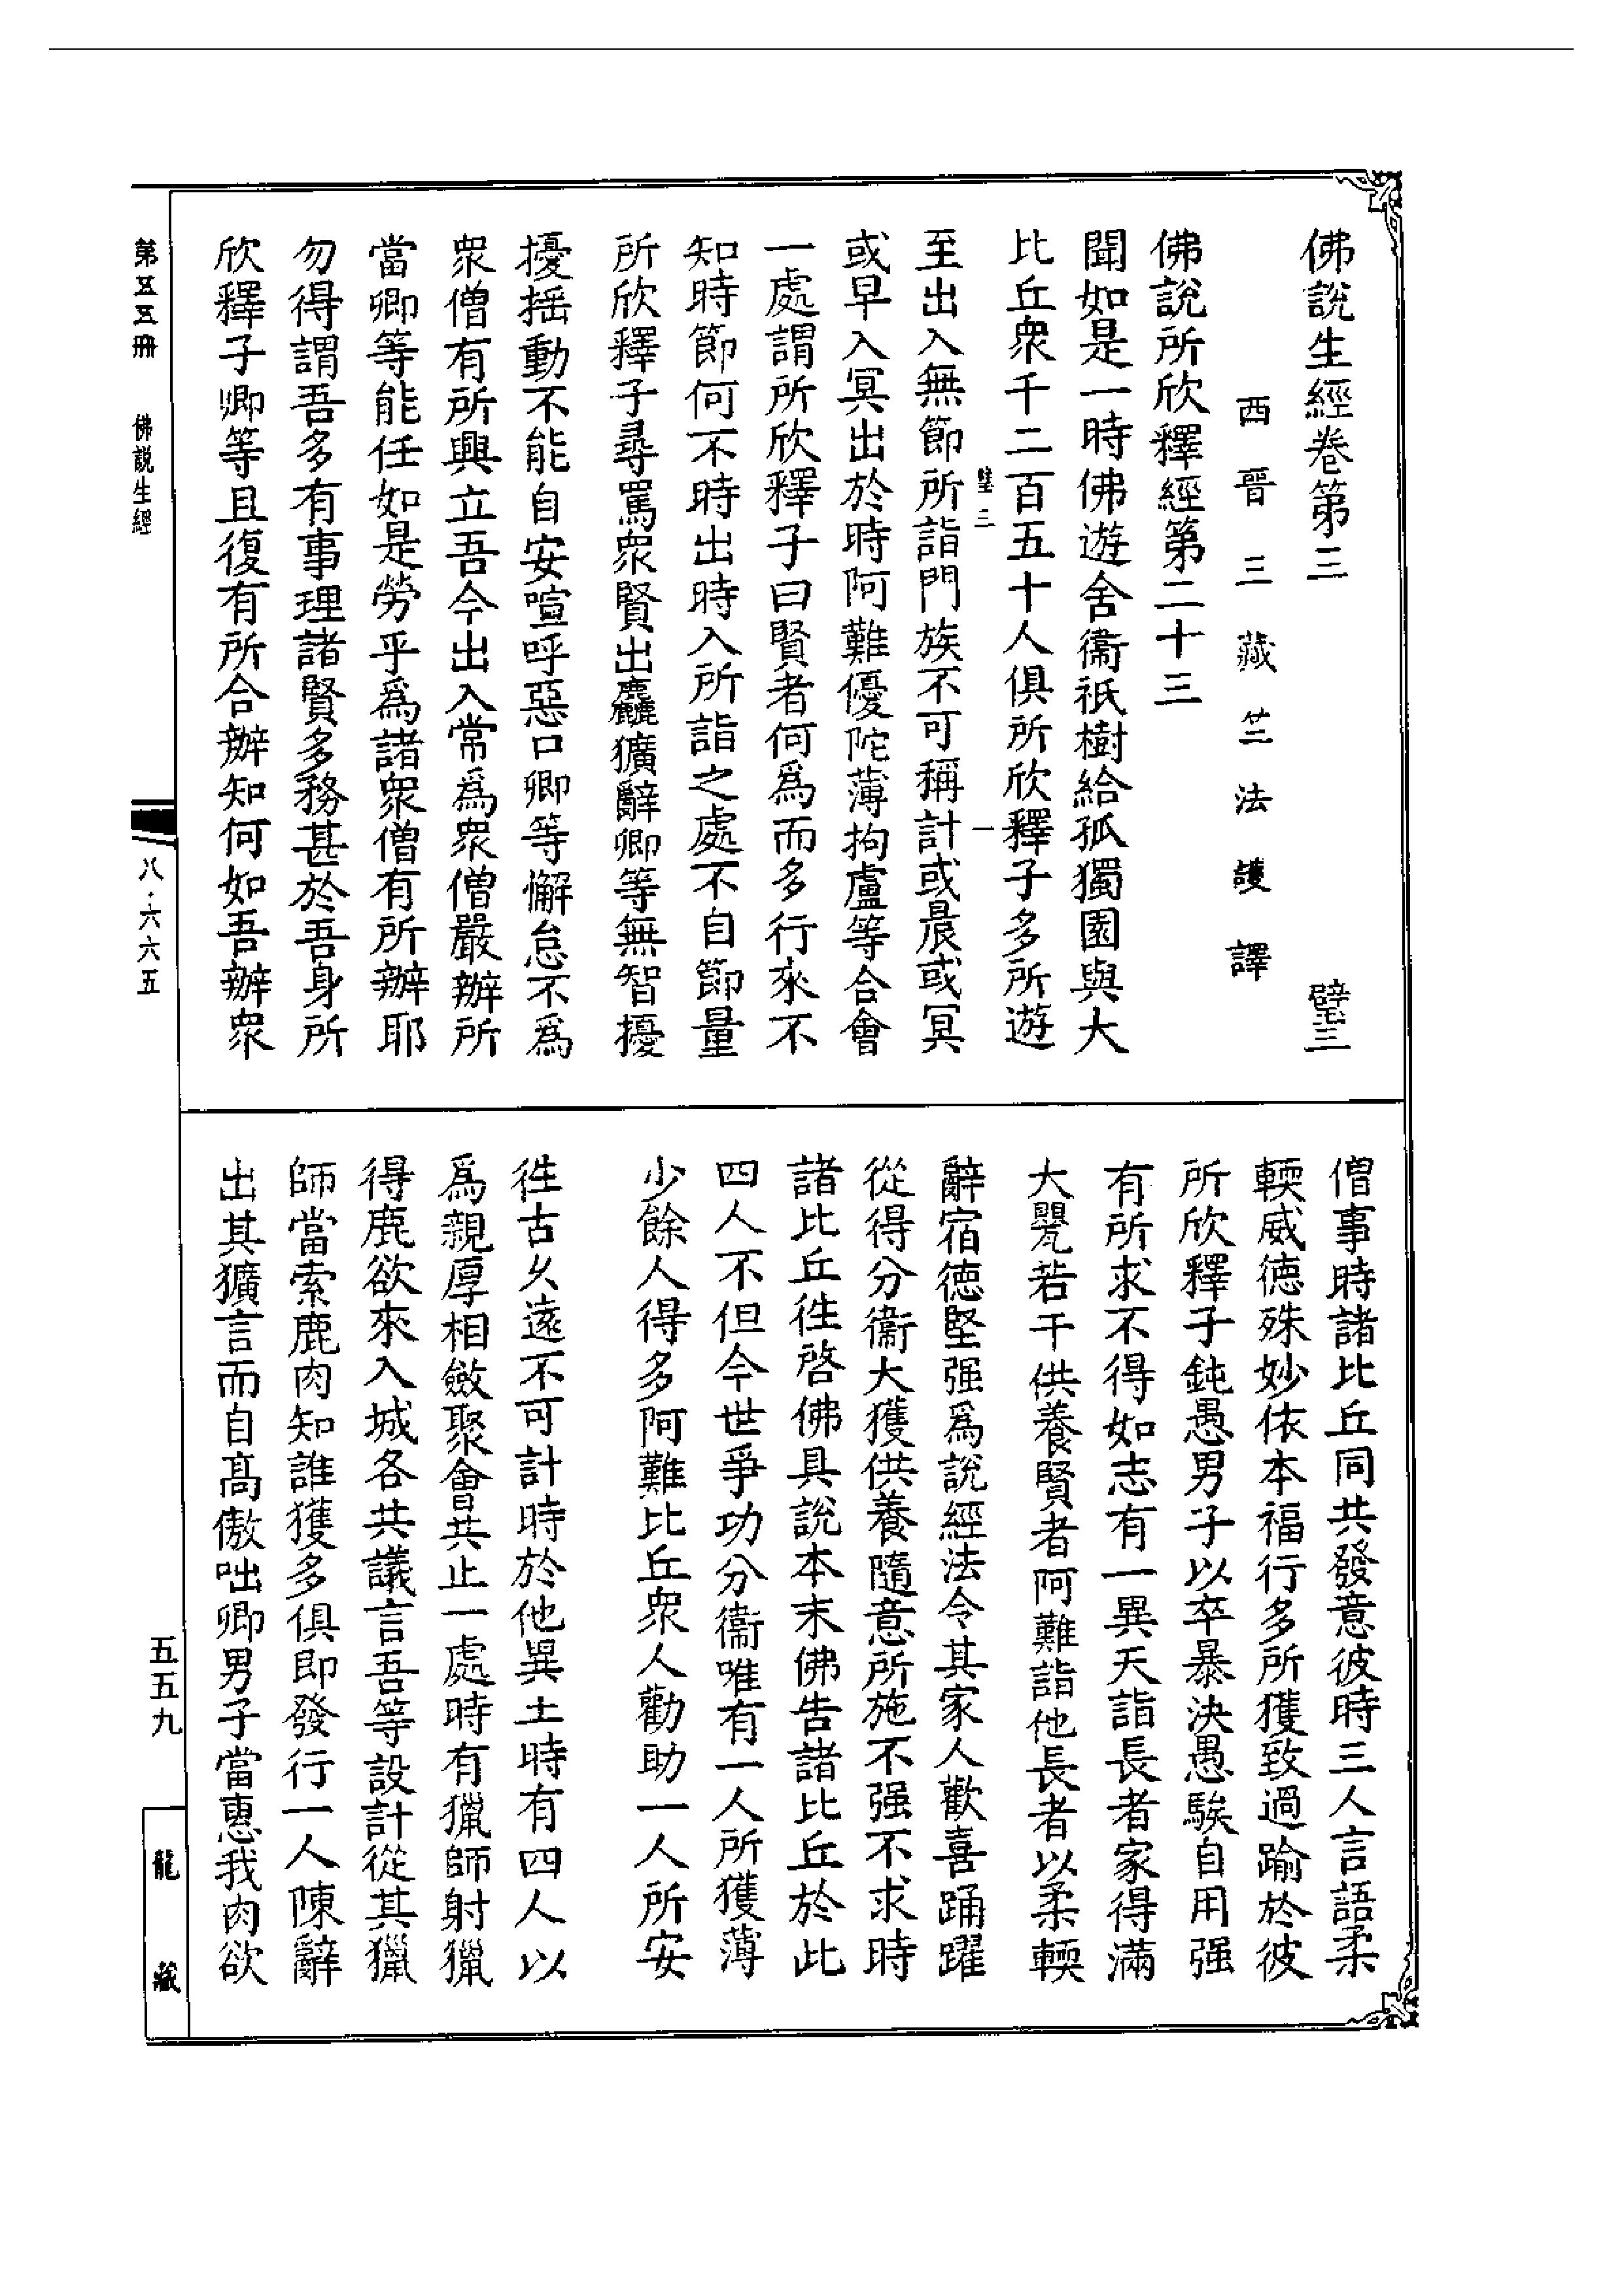 佛說生經卷第三　璧三
西晉三藏竺法護譯
佛說所欣釋經第二十三
聞如是一時佛遊舍衞祇樹給孤獨園與大
比丘衆千二百五十人俱所欣釋子多所遊
璧三　一
至出入無節所詣門族不可稱計或晨或冥
或早入冥出於時阿難優陀薄拘盧等合會
一處謂所欣釋子曰賢者何爲而多行來不
知時節何不時出時入所詣之處不自節量
所欣釋子尋罵衆賢出麤獷辭卿等無智擾
擾搖動不能自安喧呼惡口卿等懈怠不爲
衆僧有所興立吾今出入常爲衆僧嚴辦所
當卿等能任如是勞乎爲諸衆僧有所辦耶
勿得謂吾多有事理諸賢多務甚於吾身所
欣釋子卿等且復有所合辦知何如吾辦衆
僧事時諸比丘同共發意彼時三人言語柔
輭威德殊妙依本福行多所獲致過踰於彼
所欣釋子鈍愚男子以卒暴決愚騃自用强
有所求不得如志有一異天詣長者家得滿
大甖若干供養賢者阿難詣他長者以柔輭
辭宿德堅强爲說經法令其家人歡喜踊躍
從得分衞大獲供養隨意所施不强不求時
諸比丘徃啓佛具說本末佛告諸比丘於此
四人不但今世爭功分衞唯有一人所獲薄
少餘人得多阿難比丘衆人勸助一人所安
徃古久遠不可計時於他異土時有四人以
爲親厚相斂聚會共止一處時有獵師射獵
得鹿欲來入城各共議言吾等設計從其獵
師當索鹿肉知誰獲多俱即發行一人陳辭
出其獷言而自高傲咄卿男子當惠我肉欲
第五五冊　佛說生經
八·六六五
五五九
龍藏